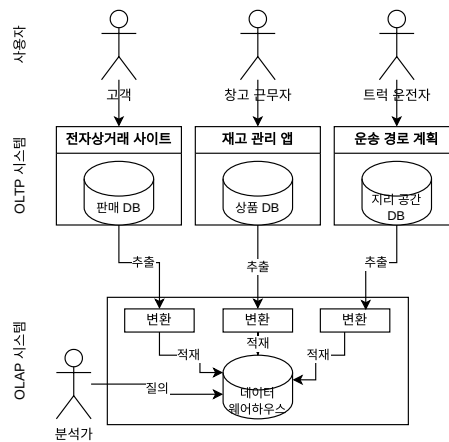 사용자
고객
창고 근무자
트럭 운전자
OLTP 시스템
전자상거래 사이트
재고 관리 앱
운송 경로 계획
판매 DB
상품 DB
지리 공간
DB
추출
추출
추출
OLAP 시스템
변환
변환
변환
적재
적재
적재
질의
데이터
웨어하우스
분석가